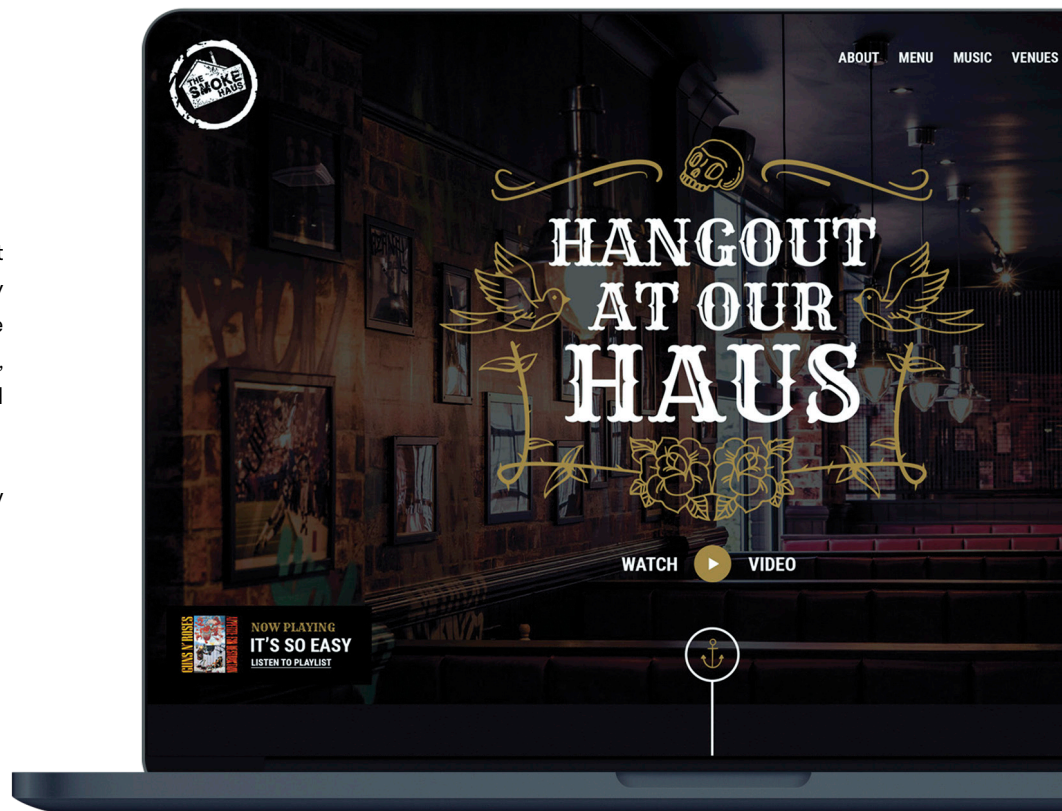 THE
SMOKE
HAUS
ABOUT MENU MUSIC VENUES
HANGOUT
AT OUR
HAUS
WATCH VIDEO
GUNS N' ROSES
NOW PLAYING
IT'S SO EASY
LISTEN TO PLAYLIST